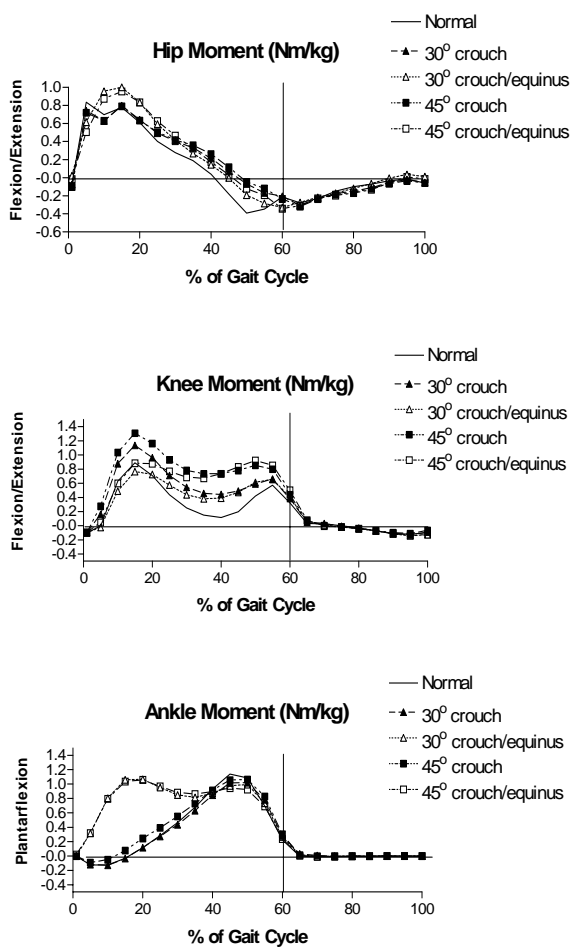 Normal
Hip Moment (Nm/kg)
30° crouch
30° crouch/equinus
45° crouch
45° crouch/equinus
Flexion/Extension
1.0
0.8
0.6
0.4
0.2
-0.0
-0.2
-0.4
-0.6
0 20 40 60 80 100
% of Gait Cycle
Normal
Knee Moment (Nm/kg)
30° crouch
30° crouch/equinus
45° crouch
45° crouch/equinus
Flexion/Extension
1.4
1.2
1.0
0.8
0.6
0.4
0.2
-0.0
-0.2
-0.4
0 20 40 60 80 100
% of Gait Cycle
Normal
Ankle Moment (Nm/kg)
30° crouch
30° crouch/equinus
45° crouch
45° crouch/equinus
Plantarflexion
1.4
1.2
1.0
0.8
0.6
0.4
0.2
-0.0
-0.2
-0.4
0 20 40 60 80 100
% of Gait Cycle